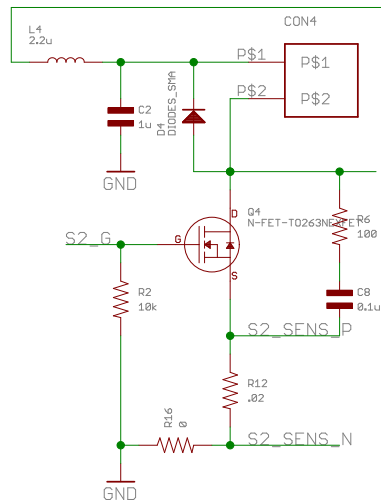 CON4
L4
2.2u
P$1
P$1
P$2
P$2
C2
1u
D4
DIODES_SMA
GND
Q4
N-FET-TO263NEXFET
R6
100
D
G
S
S2_G
R2
10k
C8
0.1u
S2_SENS_P
R12
.02
R16
0
S2_SENS_N
GND